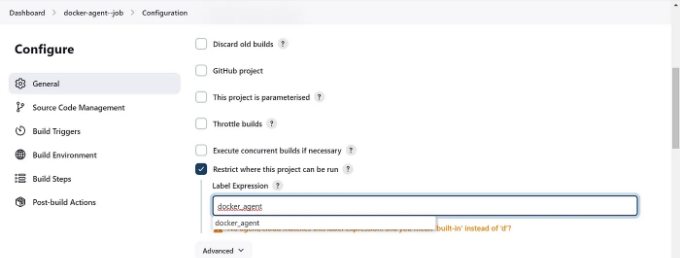 Dashboard > docker-agent--job > Configuration
Configure
General
Source Code Management
Build Triggers
Build Environment
Build Steps
Post-build Actions
Discard old builds ?
GitHub project
This project is parameterised ?
Throttle builds ?
Execute concurrent builds if necessary ?
Restrict where this project can be run ?
Label Expression ?
docker_agent
docker_agent
built-in' instead of 'd'?
Advanced